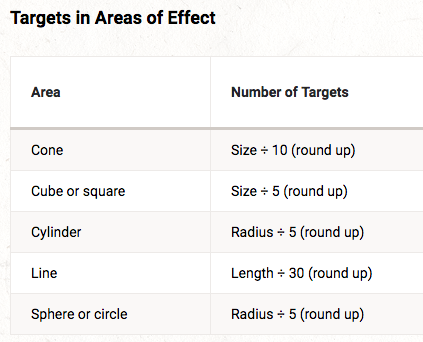 Targets in Areas of Effect
Area Number of Targets
Cone Size ÷ 10 (round up)
Cube or square Size ÷ 5 (round up)
Cylinder Radius ÷ 5 (round up)
Line Length ÷ 30 (round up)
Sphere or circle Radius ÷ 5 (round up)